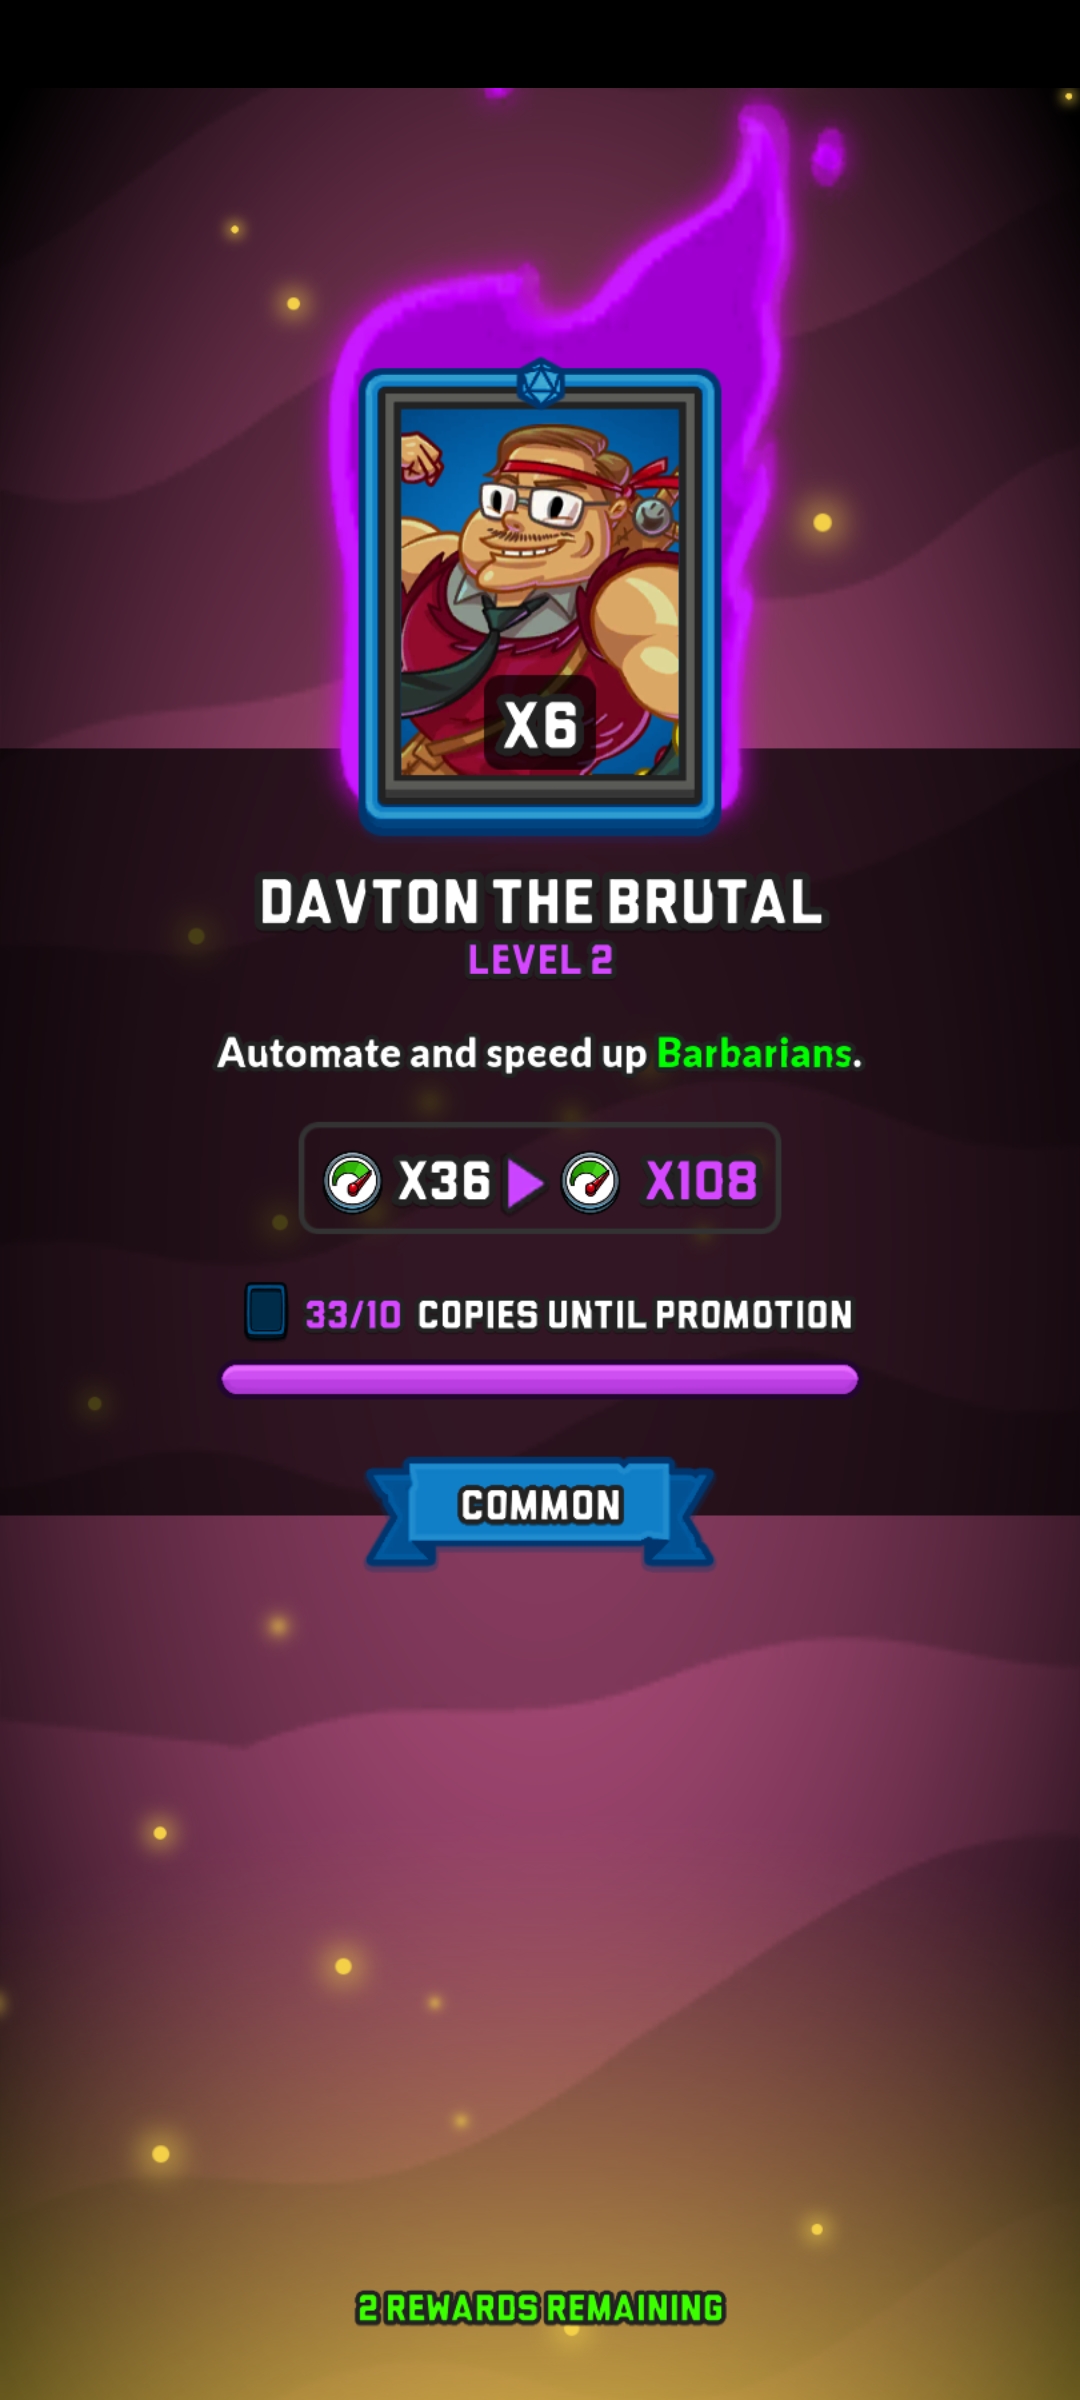 X6
DAVTON THE BRUTAL
LEVEL 2
Automate and speed up Barbarians.
X36 X108
33/10 COPIES UNTIL PROMOTION
COMMON
2 REWARDS REMAINING